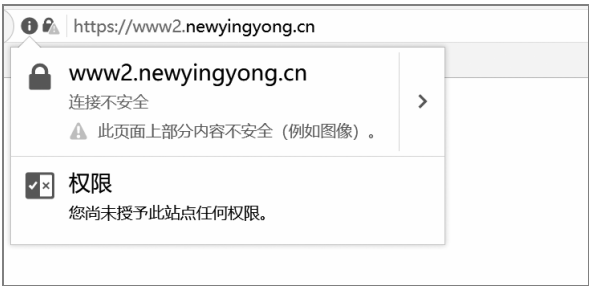 https://www2.newyingyong.cn
www2.newyingyong.cn
连接不安全
此页面上部分内容不安全（例如图像）。
权限
您尚未授予此站点任何权限。